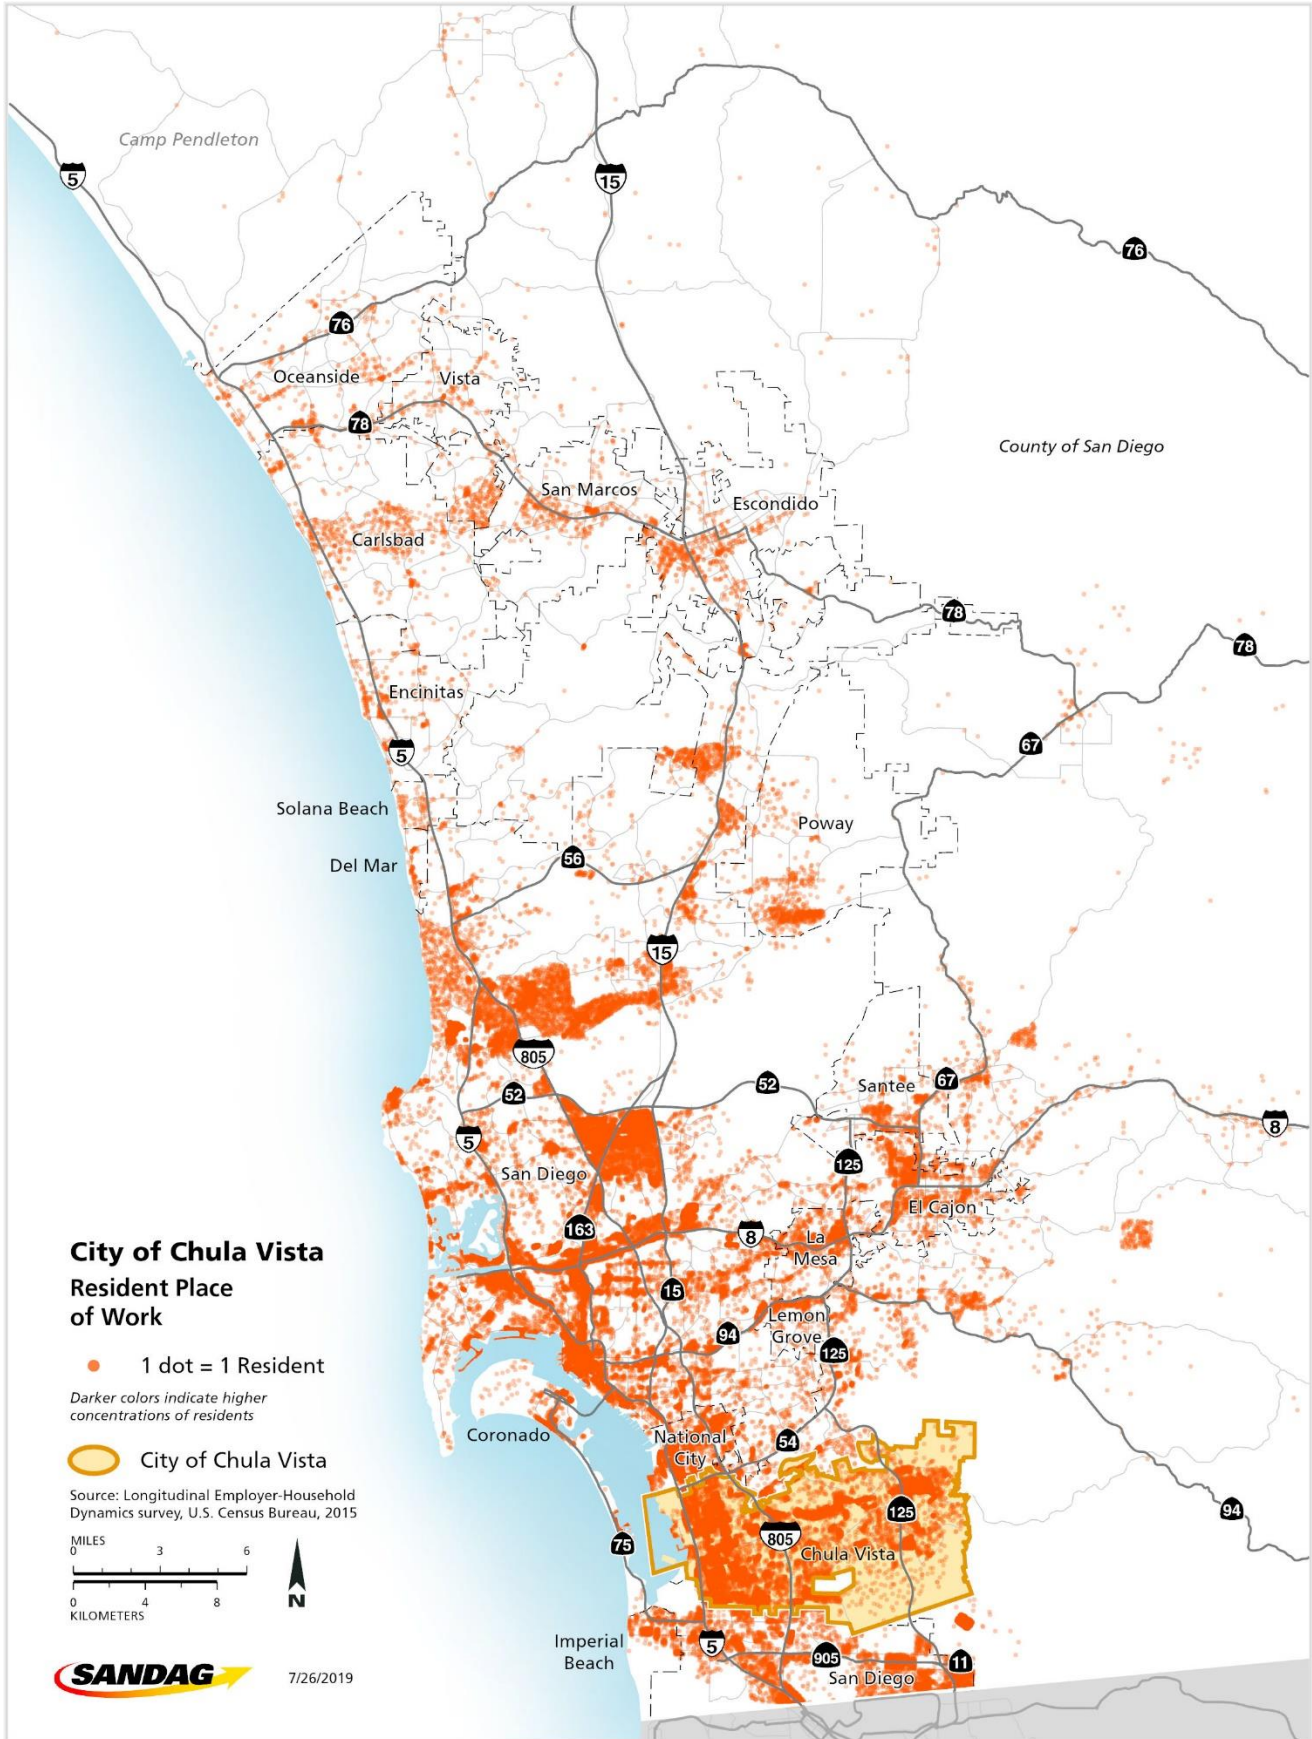 Camp Pendleton
5
15
76
76
Oceanside
Vista
78
County of San Diego
San Marcos
Escondido
Carlsbad
78
78
Encinitas
67
5
Solana Beach
Poway
56
Del Mar
15
805
52
52
Santee
67
8
5
125
San Diego
El Cajon
163
8
La
Mesa
15
Lemon
Grove
94
125
Coronado
National
City
54
125
94
805
75
Chula Vista
Imperial
Beach
5
905
11
San Diego
City of Chula Vista
Resident Place
of Work
1 dot = 1 Resident
Darker colors indicate higher
concentrations of residents
City of Chula Vista
Source: Longitudinal Employer-Household
Dynamics survey, U.S. Census Bureau, 2015
MILES
0 3 6
0 4 8
KILOMETERS
N
SANDAG
7/26/2019